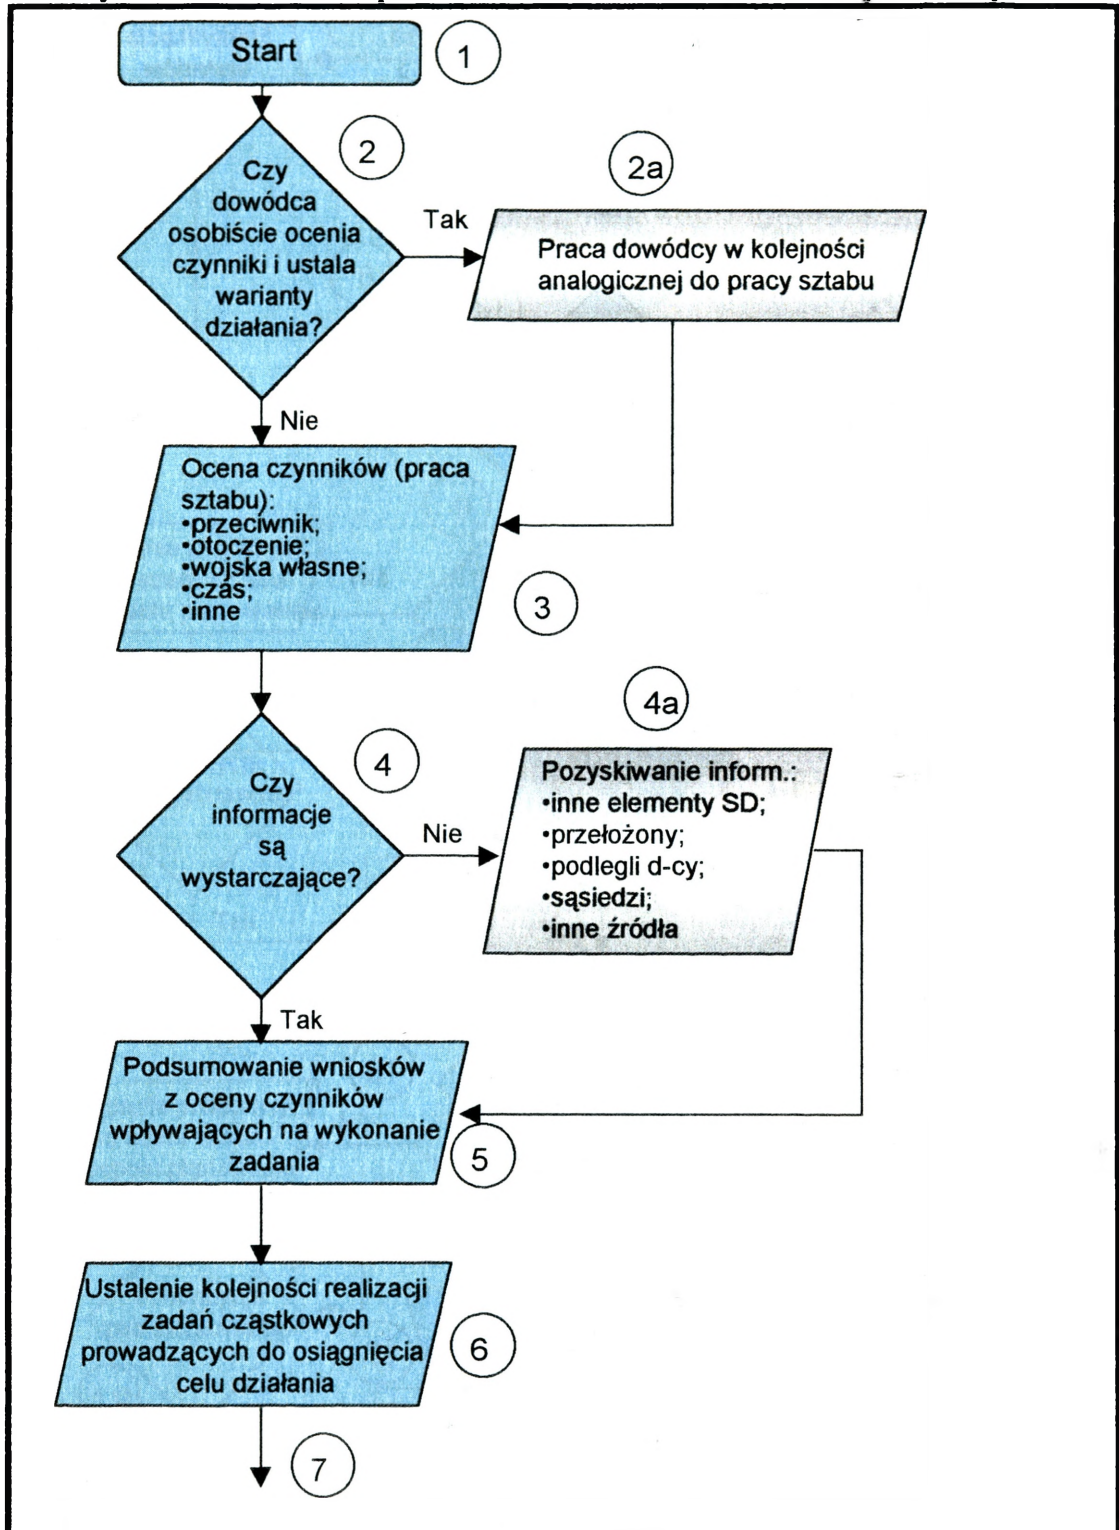 Start
1
2
Czy
dowódca
osobiście ocenia
czynniki i ustala
warianty
działania?
Tak
2a
Praca dowódcy w kolejności
analogicznej do pracy sztabu
Nie
Ocena czynników (praca
sztabu):
•przeciwnik;
•otoczenie;
•wojska własne;
•czas;
•inne
3
4
Czy
informacje
są
wystarczające?
Nie
4a
Pozyskiwanie inform.:
•inne elementy SD;
•przełożony;
•podlegli d-cy;
•sąsiedzi;
•inne źródła
Tak
Podsumowanie wniosków
z oceny czynników
wpływających na wykonanie
zadania
5
Ustalenie kolejności realizacji
zadań cząstkowych
prowadzących do osiągnięcia
celu działania
6
7